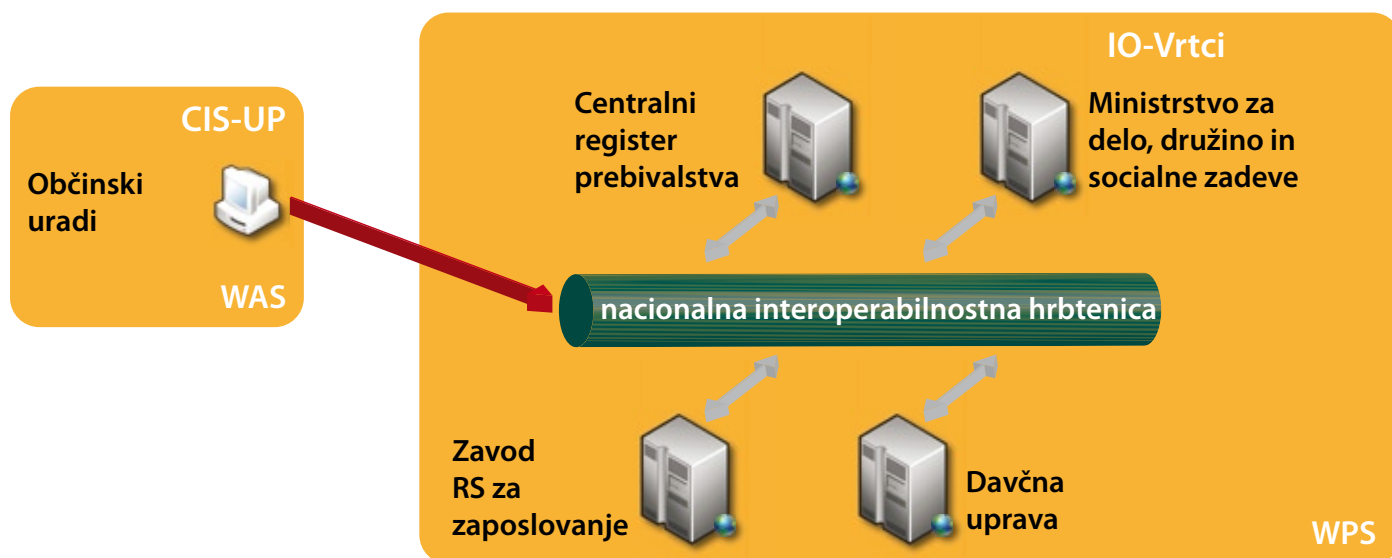 CIS-UP
Občinski
uradi
WAS
IO-Vrtci
Centralni
register
prebivalstva
Ministrstvo za
delo, družino in
socialne zadeve
nacionalna interoperabilnostna hrbtenica
Zavod
RS za
zaposlovanje
Davčna
uprava
WPS